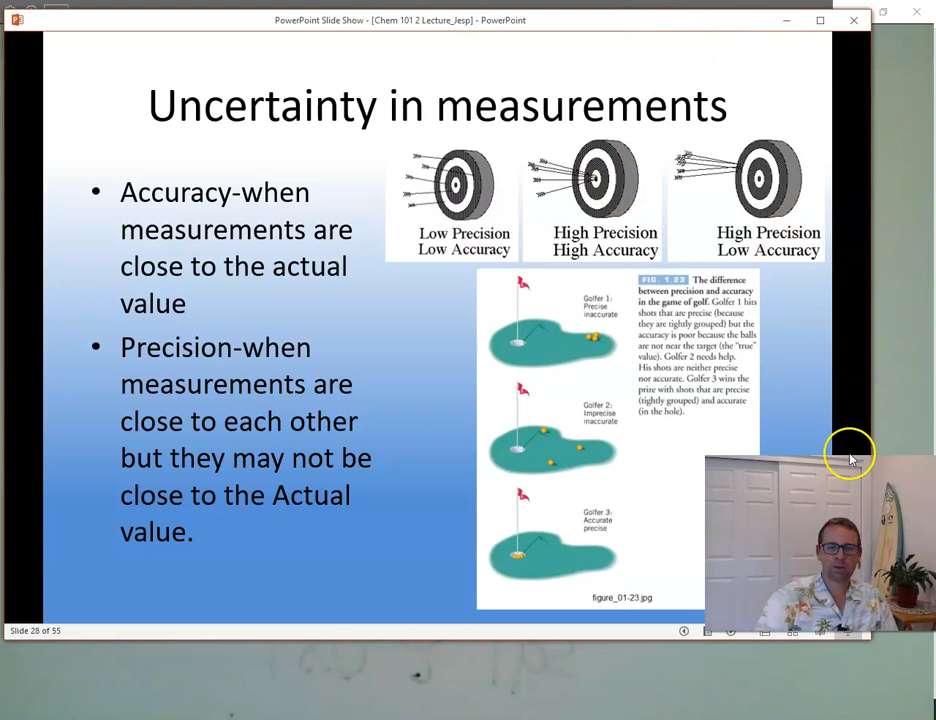 PowerPoint Slide Show - [Chem 101 2 Lecture_Jesp] - PowerPoint
Uncertainty in measurements
• Accuracy-when
measurements are
close to the actual
value
• Precision-when
measurements are
close to each other
but they may not be
close to the Actual
value.
Low Precision
Low Accuracy
High Precision
High Accuracy
High Precision
Low Accuracy
Golfer 1:
Precise
inaccurate
Golfer 2:
Imprecise
inaccurate
Golfer 3:
Accurate
precise
FIG. 1.23 The difference
between precision and accuracy
in the game of golf. Golfer 1 hits
shots that are precise (because
they are tightly grouped) but the
accuracy is poor because the balls
are not near the target (the "true"
value). Golfer 2 needs help.
His shots are neither precise
nor accurate. Golfer 3 wins the
prize with shots that are precise
(tightly grouped) and accurate
(in the hole).
figure_01-23.jpg
Slide 28 of 55